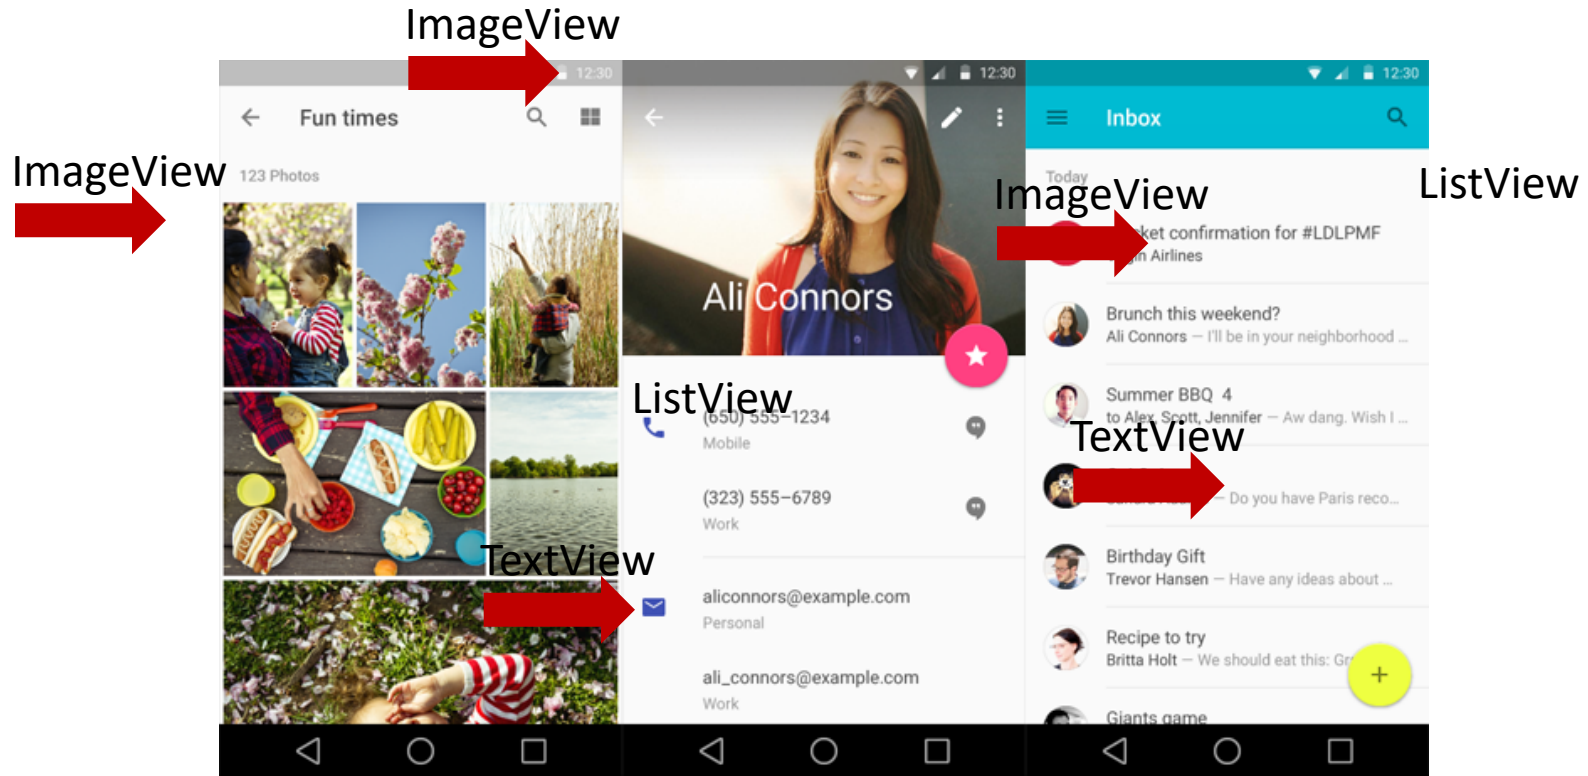 ImageView
ImageView
12:30
Fun times
123 Photos
12:30
Ali Connors
ListView
(650) 555-1234
Mobile
(323) 555-6789
Work
TextView
aliconnors@example.com
Personal
ali_connors@example.com
Work
12:30
Inbox
Today
ImageView
ListView
confirmation for #LDLPMF
Airlines
Brunch this weekend?
Ali Connors — I'll be in your neighborhood ...
Summer BBQ 4
to Alex, Scott, Jennifer — Aw dang. Wish I ...
TextView
— Do you have Paris reco...
Birthday Gift
Trevor Hansen — Have any ideas about ...
Recipe to try
Britta Holt — We should eat this:
Giants game